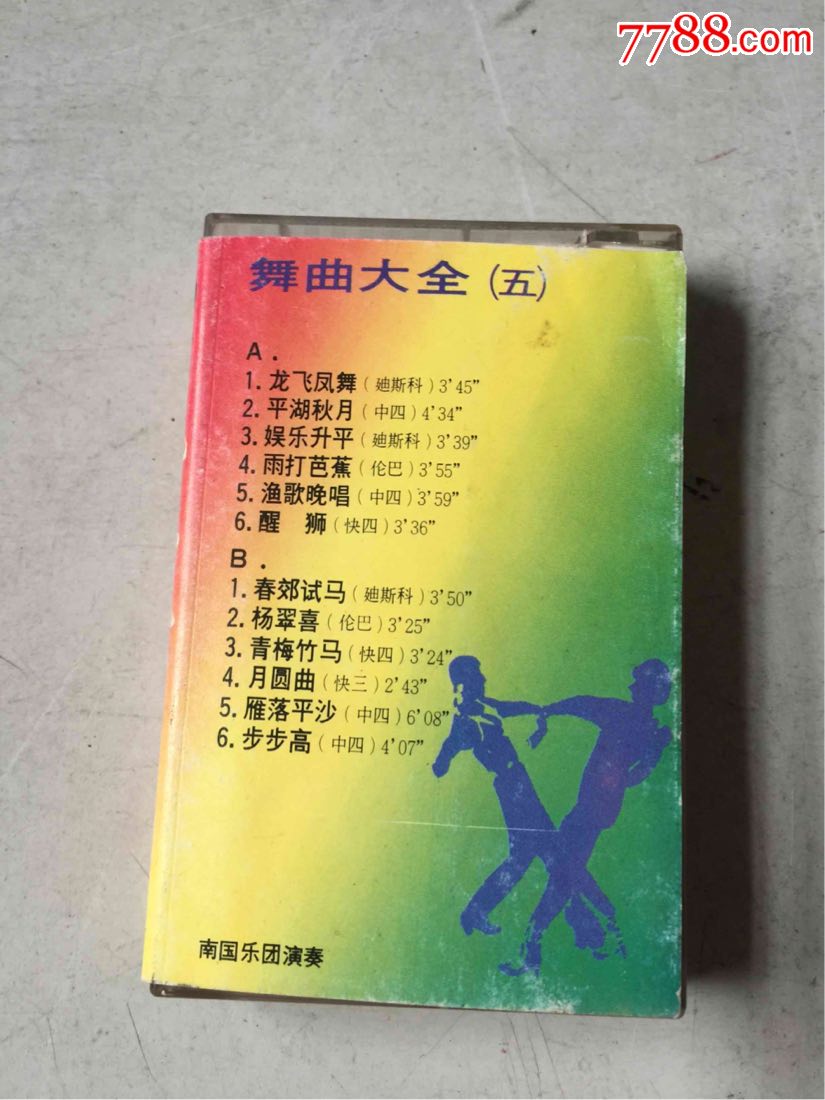 7788.com
舞曲大全(五)
A.
1.龙飞凤舞(廸斯科)3'45"
2.平湖秋月(中四)4'34"
3.娱乐升平(廸斯科)3'39"
4.雨打芭蕉(伦巴)3'55"
5.渔歌晚唱(中四)3'59"
6.醒 狮(快四)3'36"
B.
1.春郊试马(廸斯科)3'50"
2.杨翠喜(伦巴)3'25"
3.青梅竹马(快四)3'24"
4.月圆曲(快三)2'43"
5.雁落平沙(中四)6'08"
6.步步高(中四)4'07"
南国乐团演奏